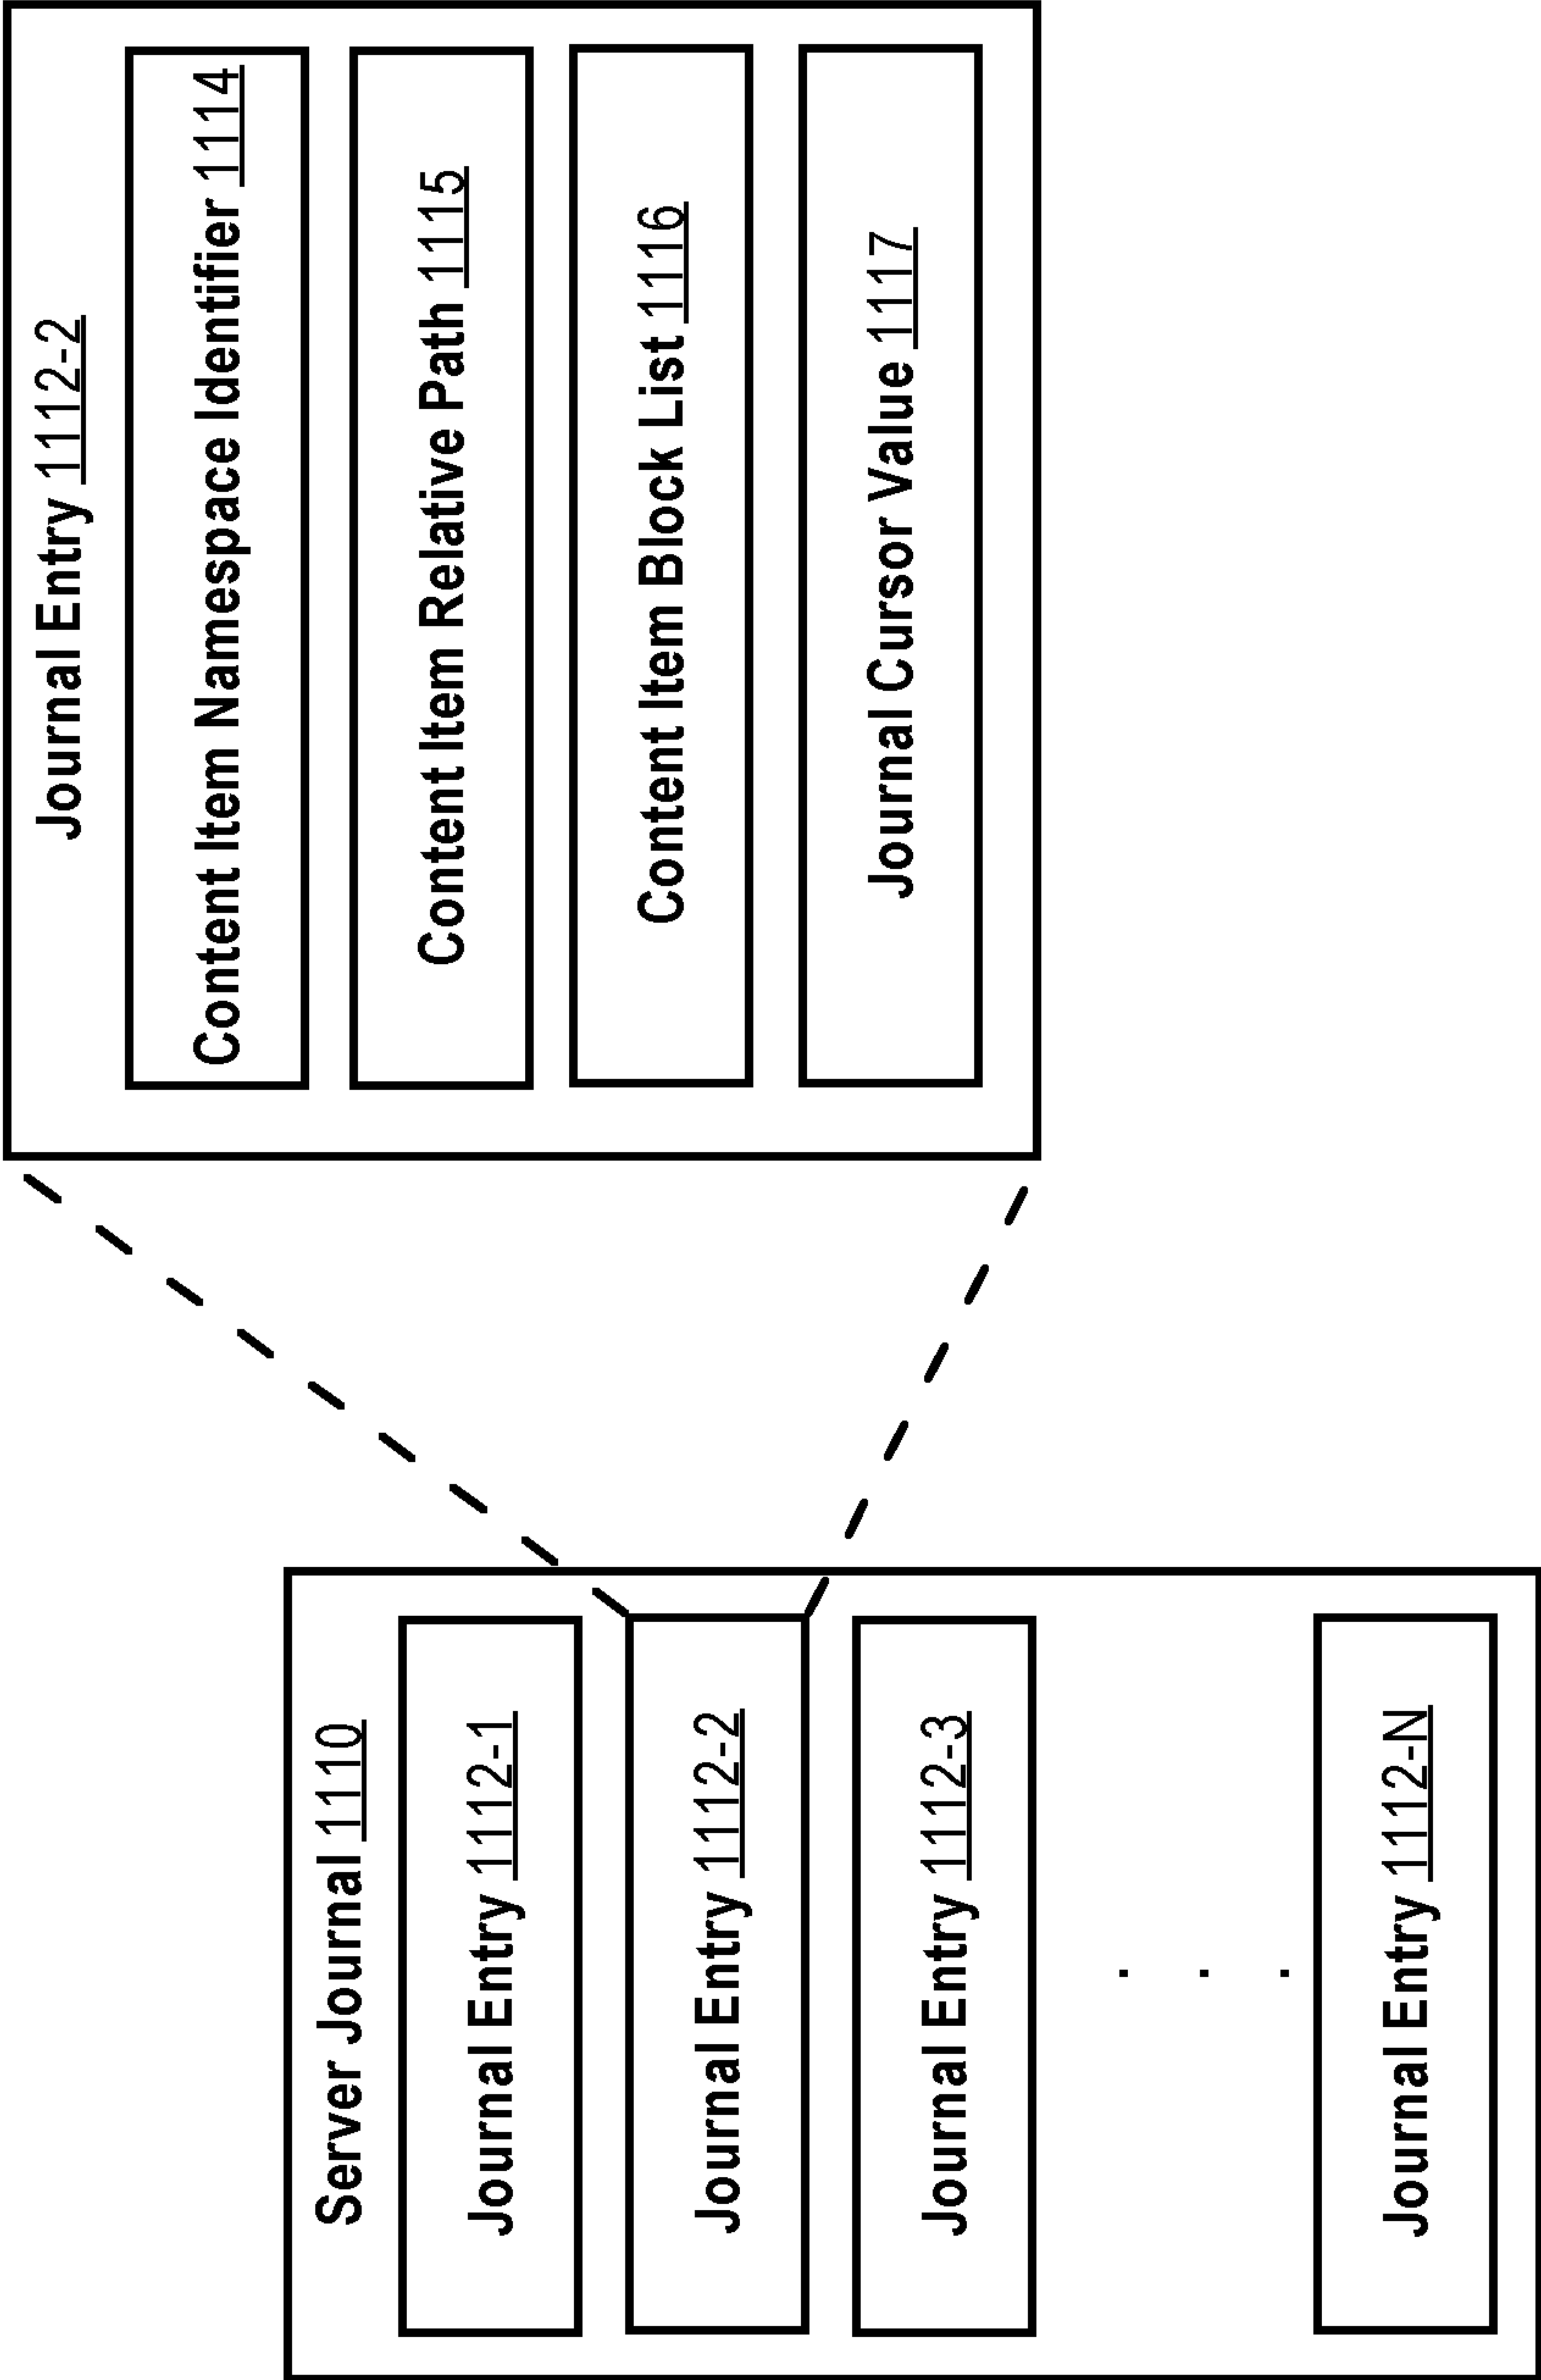 Server Journal 1110
Journal Entry 1112-1
Journal Entry 1112-2
Journal Entry 1112-3
. . .
Journal Entry 1112-N
Journal Entry 1112-2
Content Item Namespace Identifier 1114
Content Item Relative Path 1115
Content Item Block List 1116
Journal Cursor Value 1117